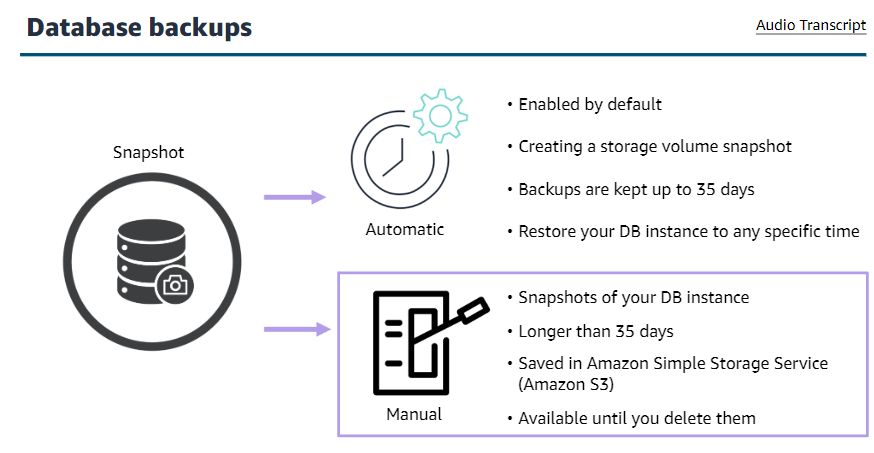 Database backups
Audio Transcript
Snapshot
Automatic
• Enabled by default
• Creating a storage volume snapshot
• Backups are kept up to 35 days
• Restore your DB instance to any specific time
Manual
• Snapshots of your DB instance
• Longer than 35 days
• Saved in Amazon Simple Storage Service
(Amazon S3)
• Available until you delete them